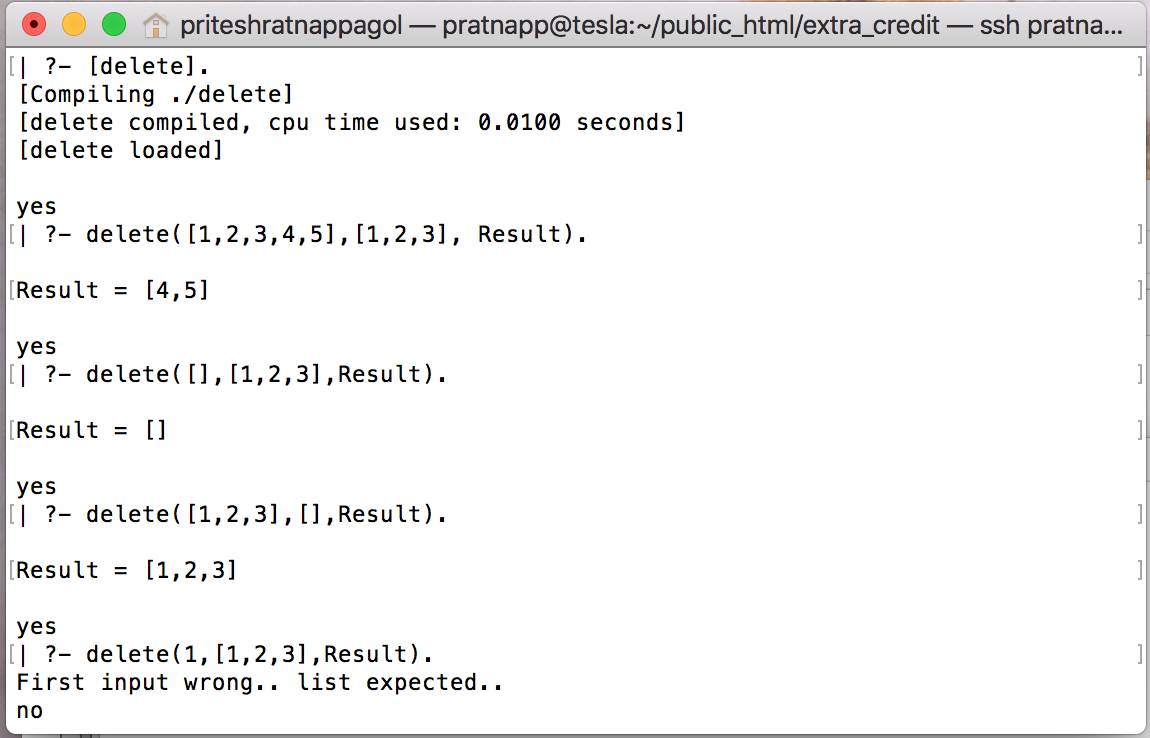 priteshratnappagol — pratnapp@tesla:~/public_html/extra_credit — ssh pratna...
[| ?- [delete]. ]
[Compiling ./delete]
[delete compiled, cpu time used: 0.0100 seconds]
[delete loaded]
yes
[| ?- delete([1,2,3,4,5],[1,2,3], Result). ]
[Result = [4,5] ]
yes
[| ?- delete([],[1,2,3],Result). ]
[Result = [] ]
yes
[| ?- delete([1,2,3],[],Result). ]
[Result = [1,2,3] ]
yes
[| ?- delete(1,[1,2,3],Result). ]
First input wrong.. list expected..
no